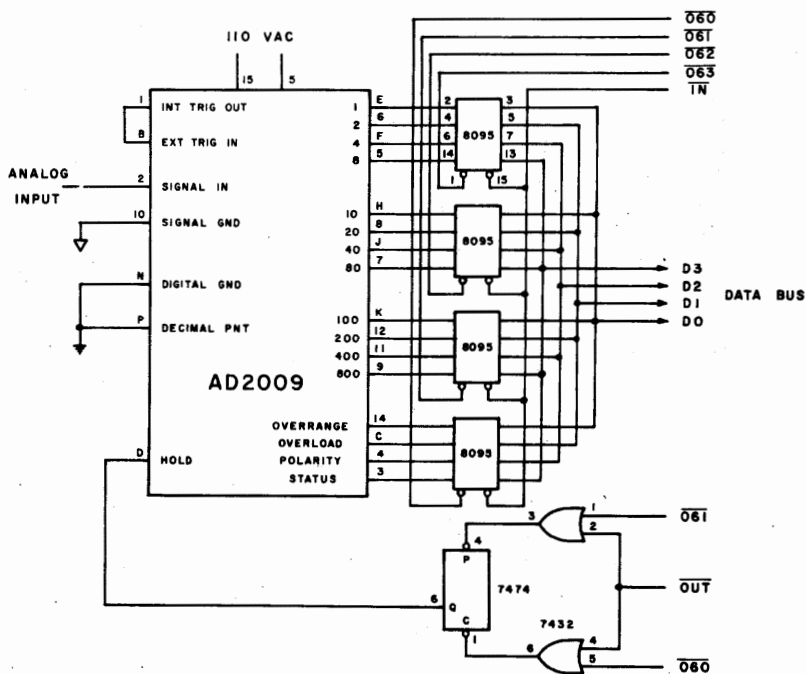 110 VAC
15 5
060
061
062
063
IN
1 INT TRIG OUT
B EXT TRIG IN
ANALOG INPUT
2 SIGNAL IN
10 SIGNAL GND
N DIGITAL GND
P DECIMAL PNT
AD2009
D HOLD
1 E
2 6
4 F
8 5
10 H
20 8
40 J
80 7
100 K
200 12
400 11
800 9
OVERRANGE 14
OVERLOAD C
POLARITY 4
STATUS 3
2 3
4 5
6 7
14 13
8095
1 15
8095
8095
8095
D3
D2
D1
D0
DATA BUS
3 1 061
2
4
P
7474
6 Q
C
1
OUT
7432
6 4
5 060